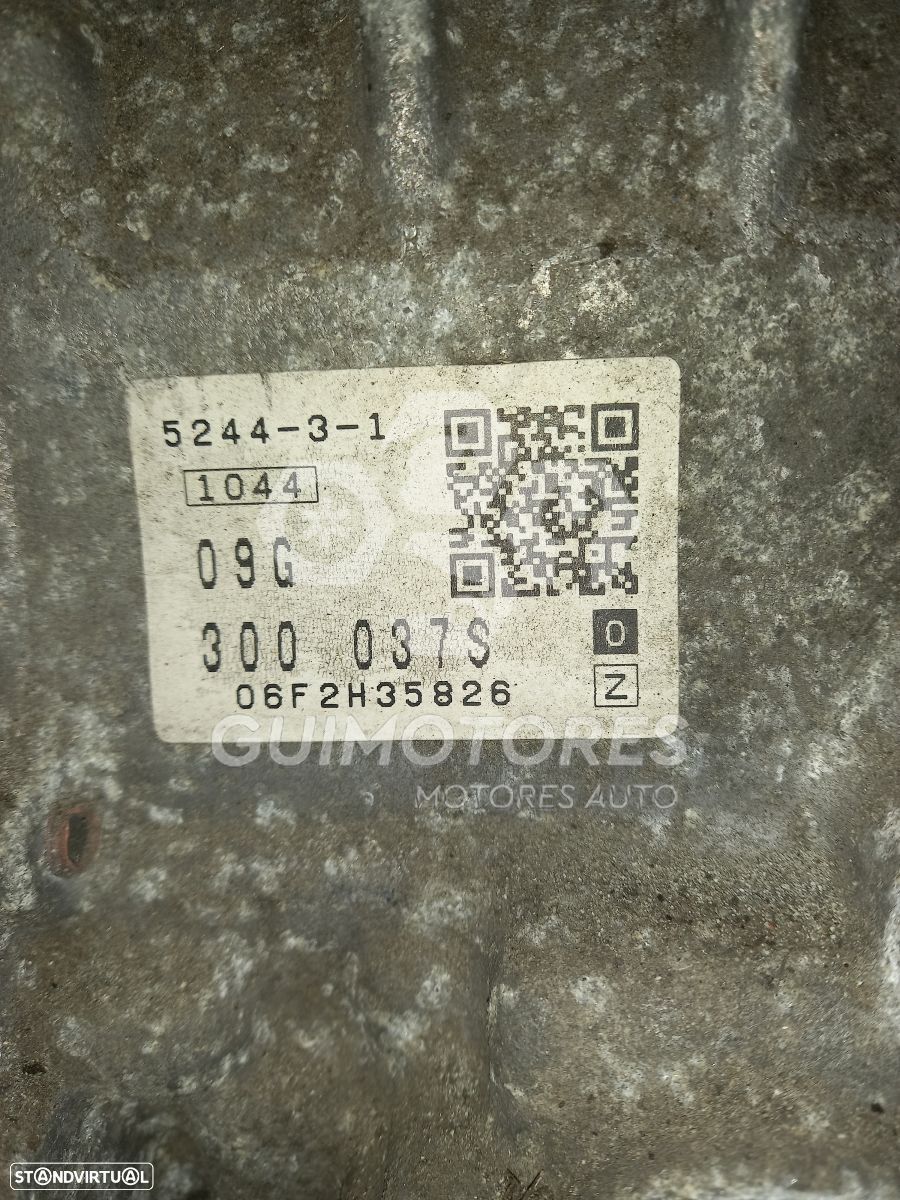 5244-3-1
1044
09G
300 037S
0
06F2H35826
Z
GUIMOTORES
MOTORES AUTO
STANDVIRTUAL